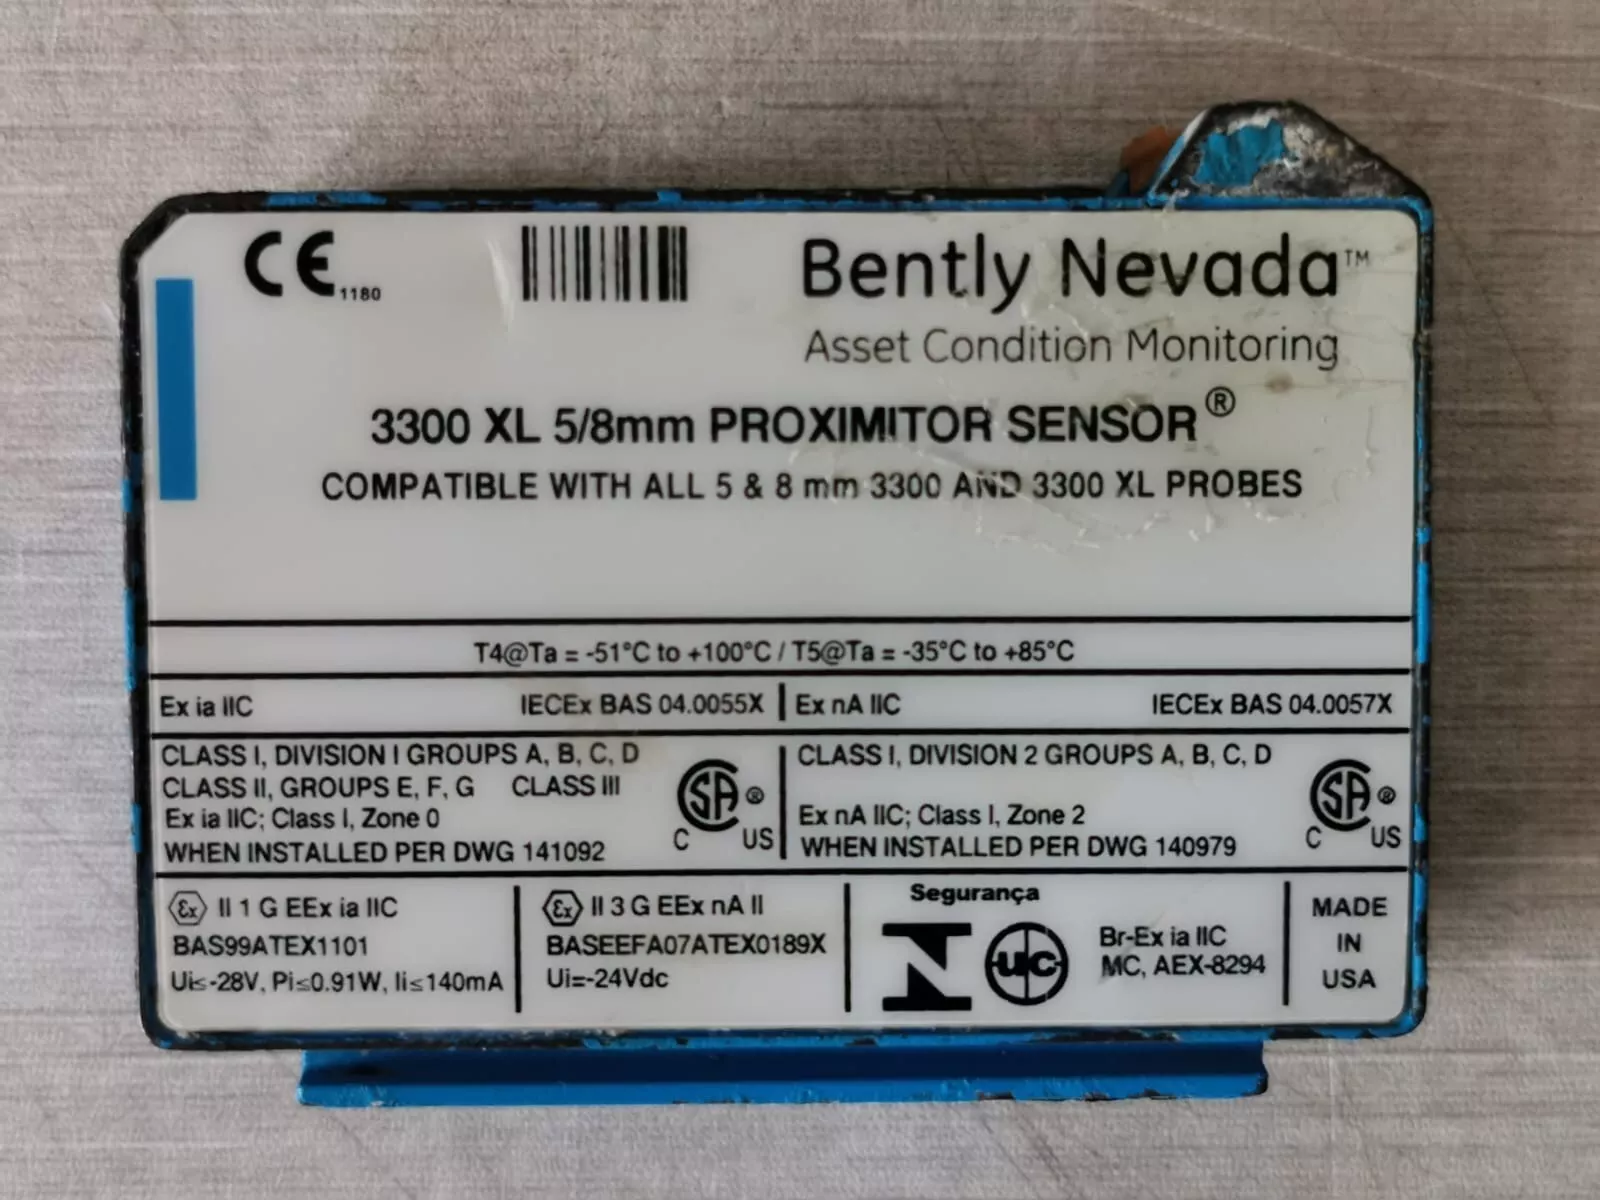 CE 1180
Bently Nevada™
Asset Condition Monitoring
3300 XL 5/8mm PROXIMITOR SENSOR®
COMPATIBLE WITH ALL 5 & 8 mm 3300 AND 3300 XL PROBES
T4@Ta = -51°C to +100°C / T5@Ta = -35°C to +85°C
Ex ia IIC IECEx BAS 04.0055X
Ex nA IIC IECEx BAS 04.0057X
CLASS I, DIVISION I GROUPS A, B, C, D
CLASS II, GROUPS E, F, G CLASS III
Ex ia IIC; Class I, Zone 0
WHEN INSTALLED PER DWG 141092
C SA ® US
CLASS I, DIVISION 2 GROUPS A, B, C, D
Ex nA IIC; Class I, Zone 2
WHEN INSTALLED PER DWG 140979
C SA ® US
Ex II 1 G EEx ia IIC
BAS99ATEX1101
Ui≤-28V, Pi≤0.91W, Ii≤140mA
Ex II 3 G EEx nA II
BASEEFA07ATEX0189X
Ui=-24Vdc
Segurança
UC
Br-Ex ia IIC
MC, AEX-8294
MADE
IN
USA